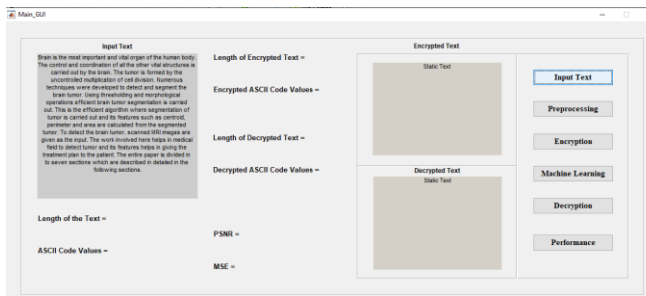 Main_GUI
Input Text
Brain is the most important and vital organ of the human body.
The control and coordination of all the other vital structures is
carried out by the brain. The tumor is formed by the
uncontrolled multiplication of cell division. Numerous
techniques were developed to detect and segment the
brain tumor. Using thresholding and morphological
operations efficient brain tumor segmentation is carried
out. This is the efficient algorithm where segmentation of
tumor is carried out and its features such as centroid,
perimeter and area are calculated from the segmented
tumor. To detect the brain tumor, scanned MRI images are
given as the input. The work involved here helps in medical
field to detect tumor and its features helps in giving the
treatment plan to the patient. The entire paper is divided in
to seven sections which are described in detailed in the
following sections.
Length of the Text =
ASCII Code Values =
Length of Encrypted Text =
Encrypted ASCII Code Values =
Length of Decrypted Text =
Decrypted ASCII Code Values =
PSNR =
MSE =
Encrypted Text
Static Text
Decrypted Text
Static Text
Input Text
Preprocessing
Encryption
Machine Learning
Decryption
Performance